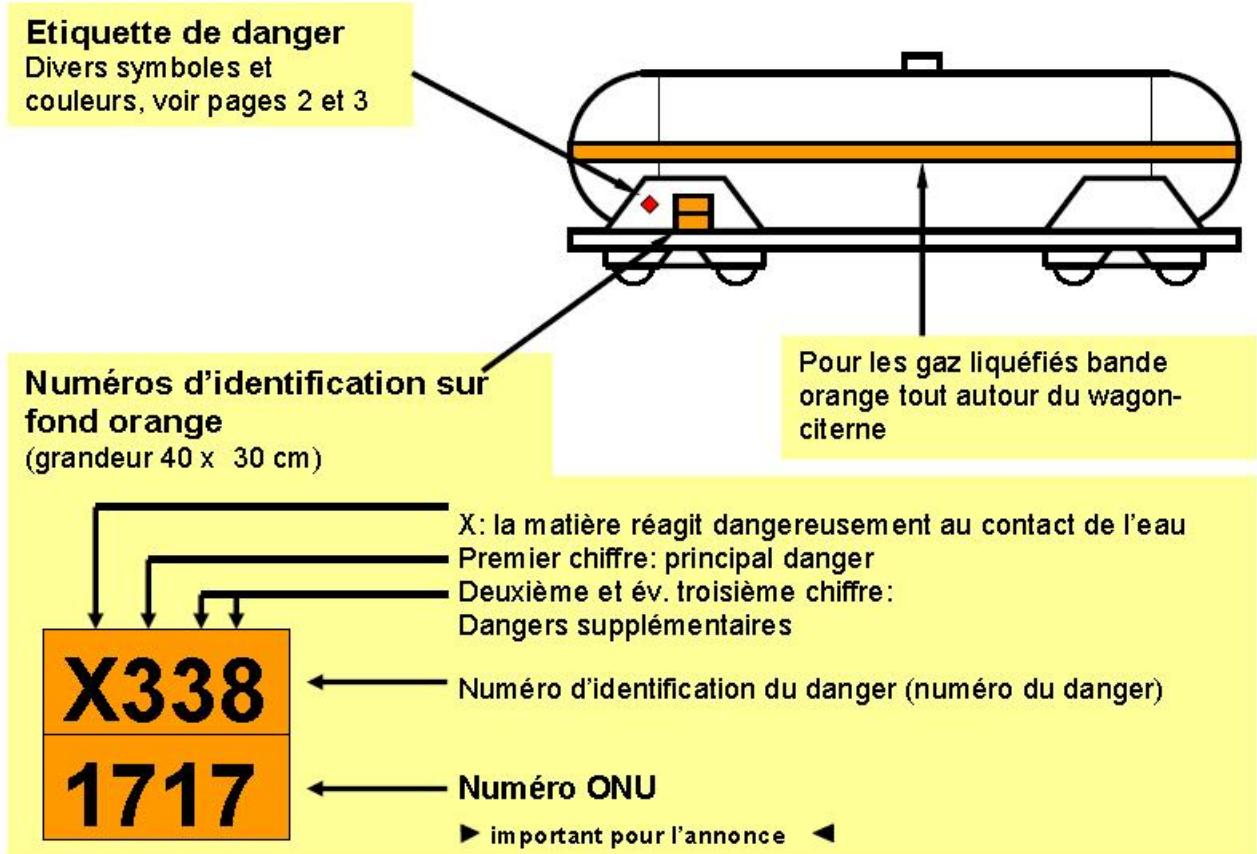 Etiquette de danger
Divers symboles et
couleurs, voir pages 2 et 3
Numéros d'identification sur
fond orange
(grandeur 40 x 30 cm)
Pour les gaz liquéfiés bande
orange tout autour du wagon-
citerne
X: la matière réagit dangereusement au contact de l'eau
Premier chiffre: principal danger
Deuxième et év. troisième chiffre:
Dangers supplémentaires
X338
Numéro d'identification du danger (numéro du danger)
1717
Numéro ONU
► important pour l'annonce ◄